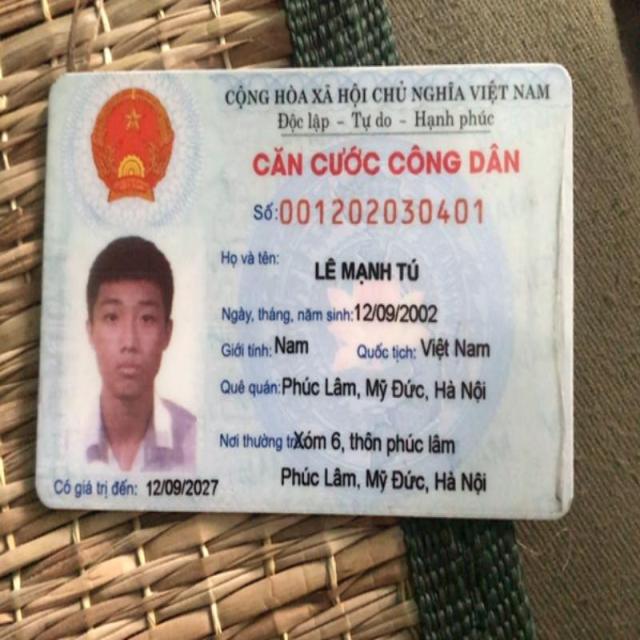 CỘNG HÒA XÃ HỘI CHỦ NGHĨA VIỆT NAM
Độc lập - Tự do - Hạnh phúc
CĂN CƯỚC CÔNG DÂN
Số: 001202030401
Họ và tên:
LÊ MẠNH TÚ
Ngày, tháng, năm sinh: 12/09/2002
Giới tính: Nam Quốc tịch: Việt Nam
Quê quán: Phúc Lâm, Mỹ Đức, Hà Nội
Nơi thường tr Xóm 6, thôn phúc lâm
Phúc Lâm, Mỹ Đức, Hà Nội
Có giá trị đến: 12/09/2027